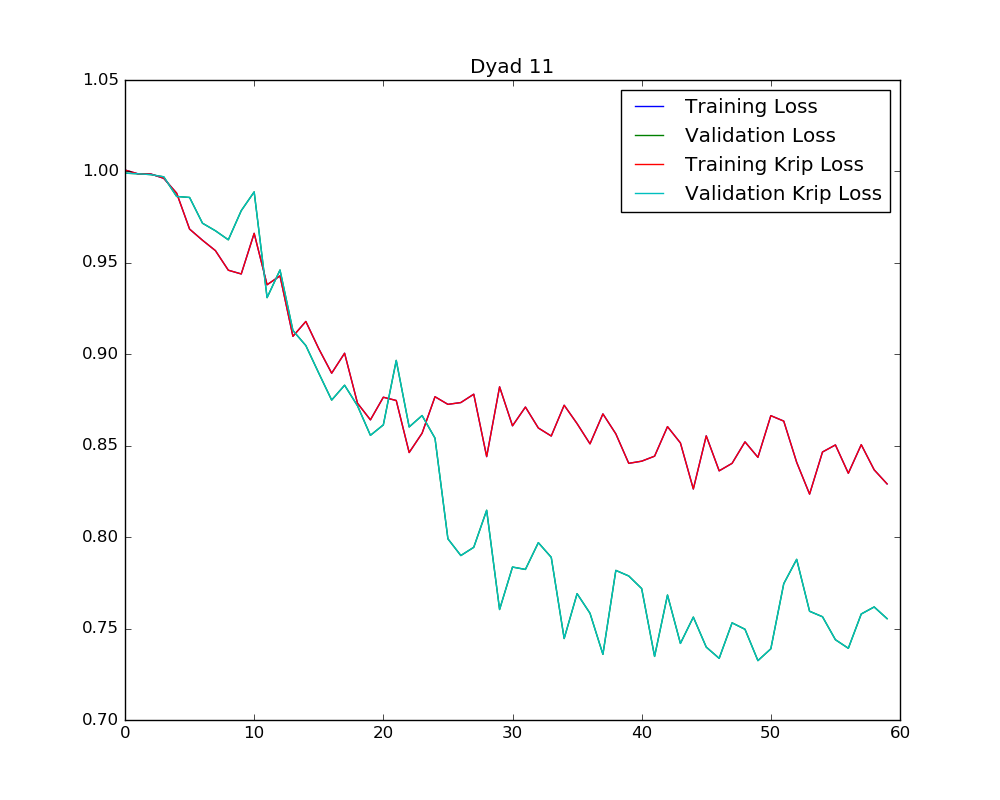 Dyad 11
1.05
1.00
0.95
0.90
0.85
0.80
0.75
0.70
0 10 20 30 40 50 60
Training Loss
Validation Loss
Training Krip Loss
Validation Krip Loss